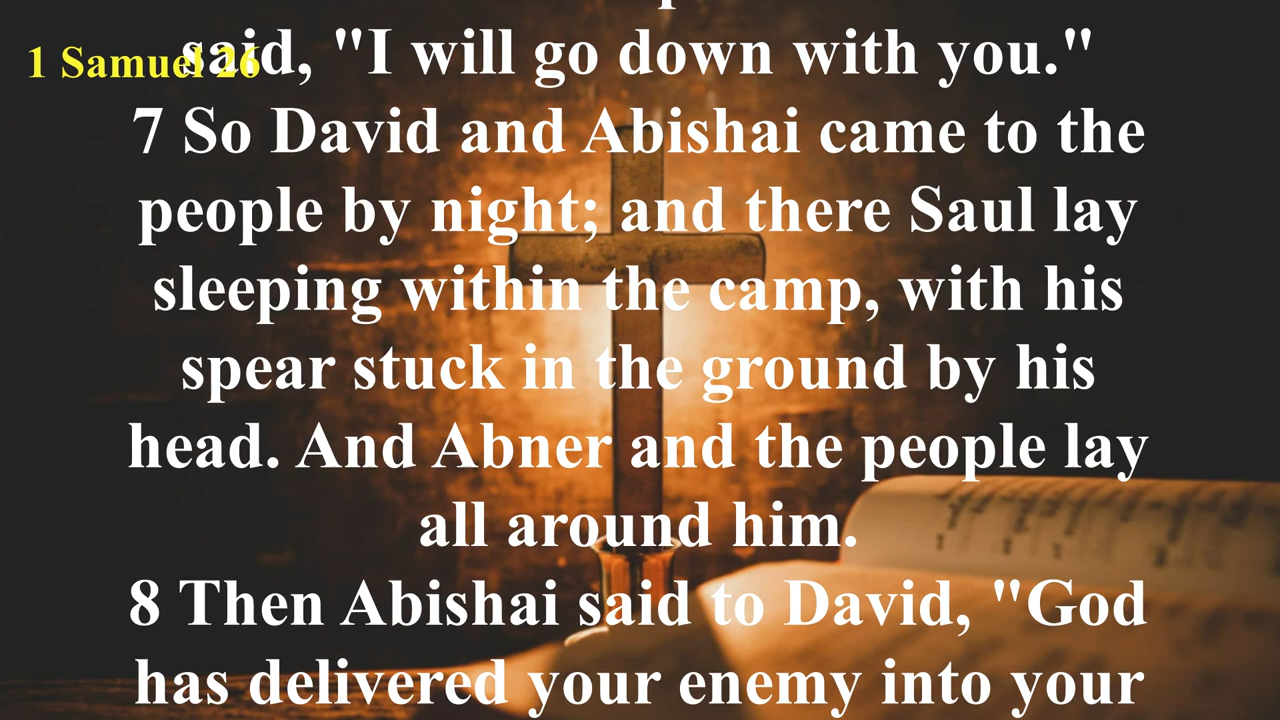 1 Samuel 26
said, "I will go down with you."
7 So David and Abishai came to the
people by night; and there Saul lay
sleeping within the camp, with his
spear stuck in the ground by his
head. And Abner and the people lay
all around him.
8 Then Abishai said to David, "God
has delivered your enemy into your